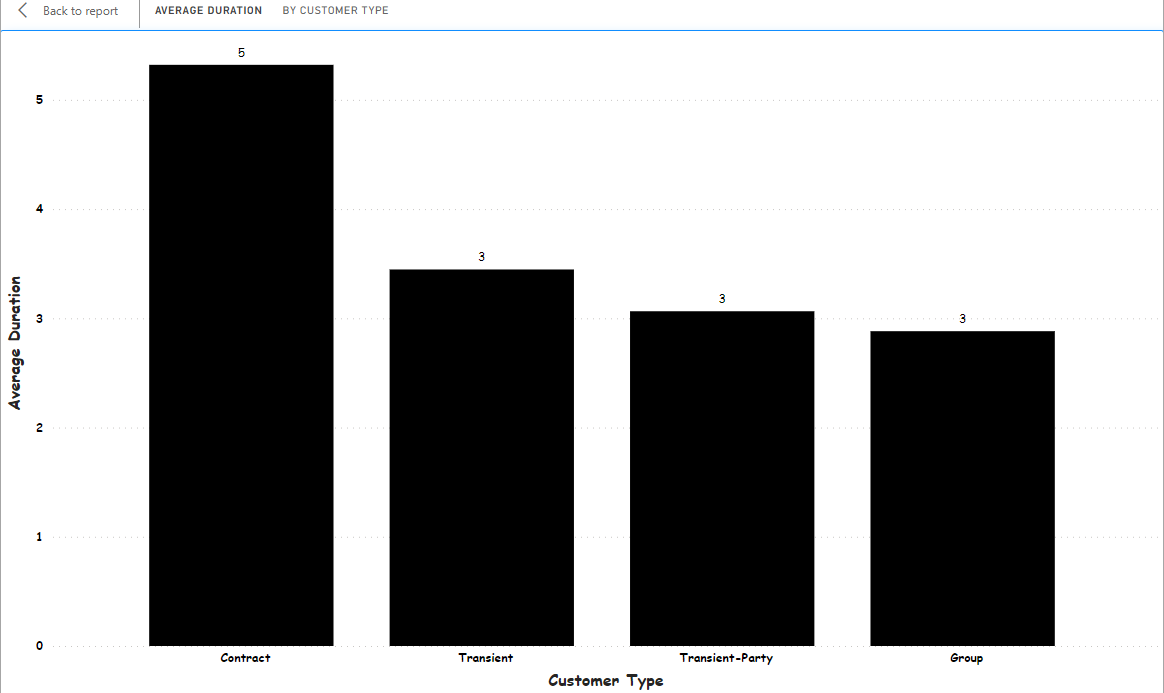 Back to report
AVERAGE DURATION
BY CUSTOMER TYPE
5
5
4
3
3
3
3
3
2
1
0
Average Duration
Contract
Transient
Transient-Party
Group
Customer Type